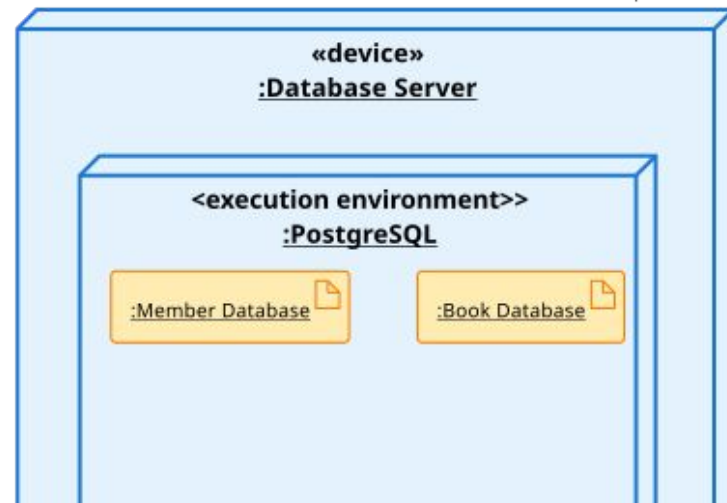 «device»
:Database Server
<execution environment>>
:PostgreSQL
:Member Database
:Book Database